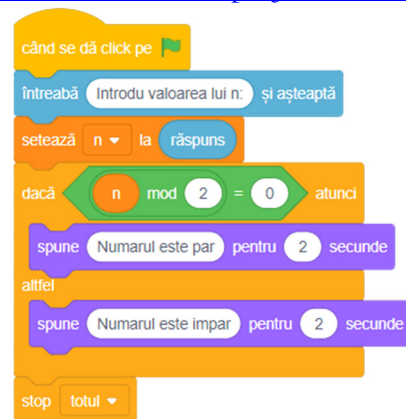 când se dă click pe
întreabă Introdu valoarea lui n: și așteaptă
setează n la răspuns
dacă n mod 2 = 0 atunci
spune Numarul este par pentru 2 secunde
altfel
spune Numarul este impar pentru 2 secunde
stop totul